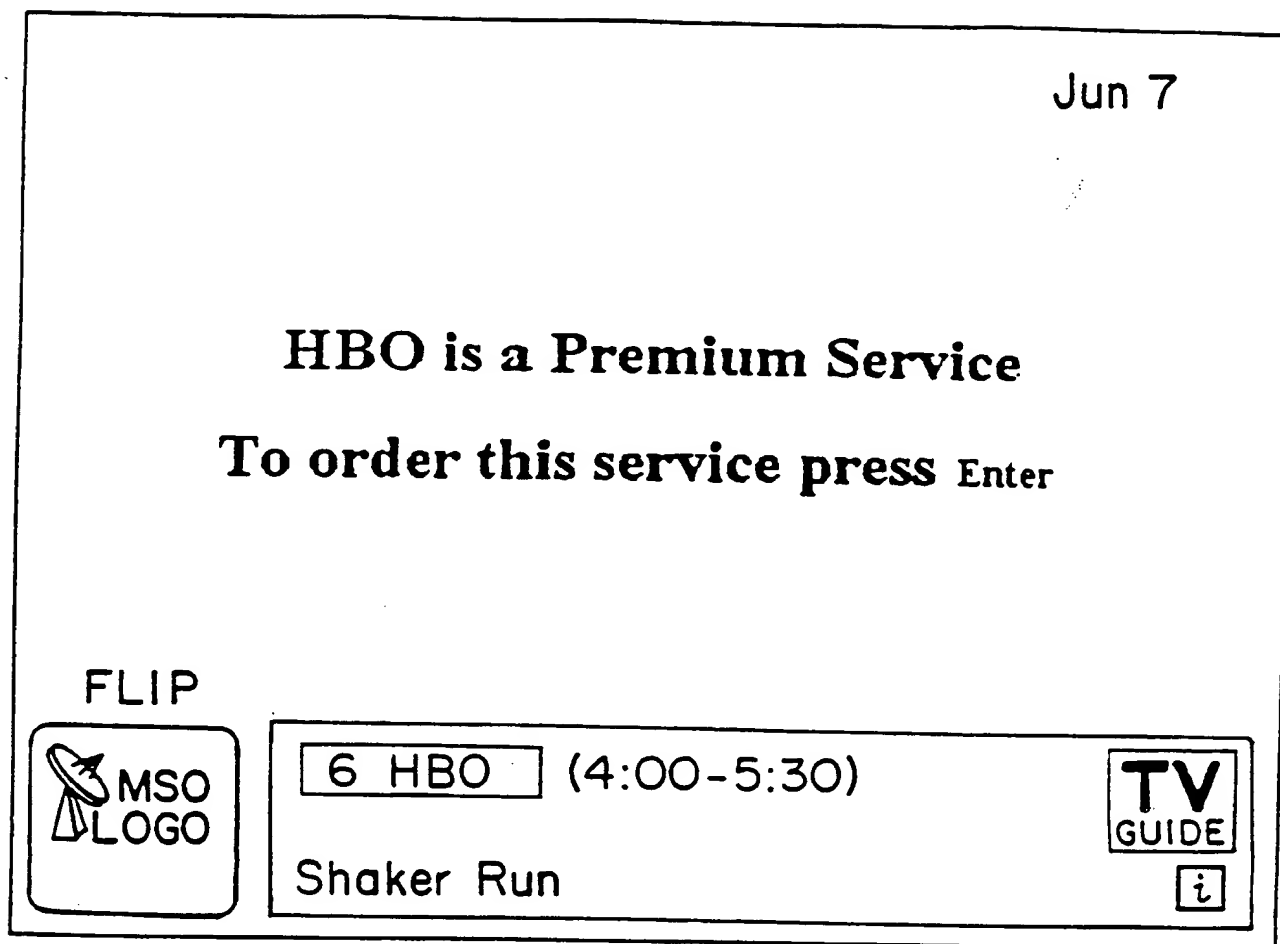 Jun 7
HBO is a Premium Service
To order this service press Enter
FLIP
MSO
LOGO
6 HBO (4:00-5:30)
TV
GUIDE
Shaker Run
i